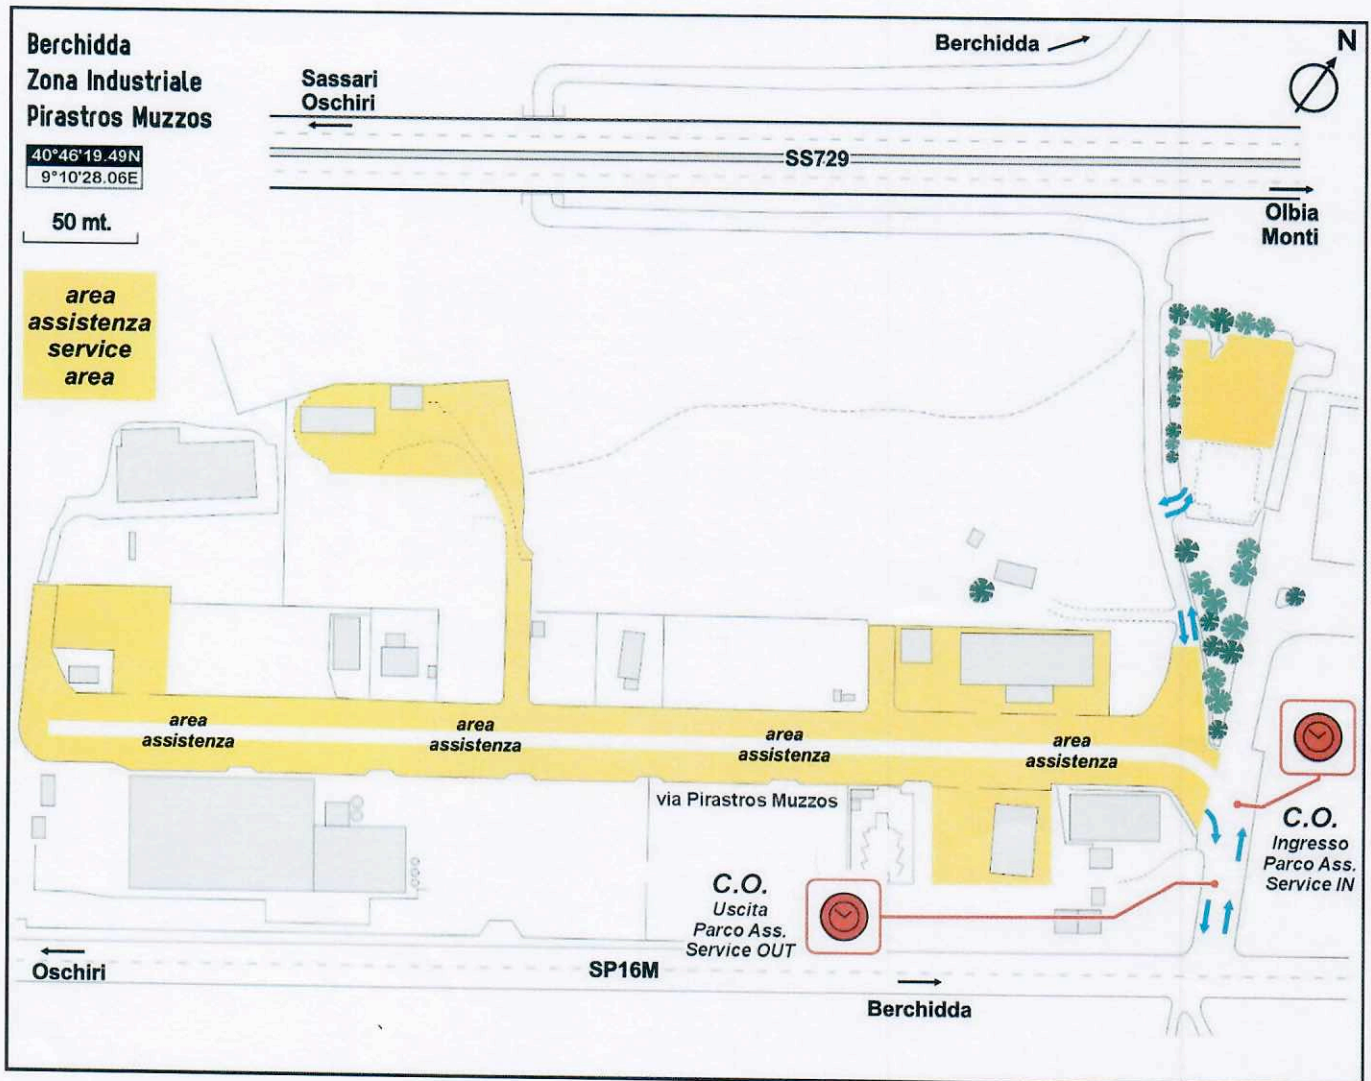 Berchidda
Zona Industriale
Pirastros Muzzos
40°46'19.49N
9°10'28.06E
50 mt.
area
assistenza
service
area
Sassari
Oschiri
Berchidda
N
SS729
Olbia
Monti
area
assistenza
area
assistenza
area
assistenza
area
assistenza
via Pirastros Muzzos
C.O.
Ingresso
Parco Ass.
Service IN
C.O.
Uscita
Parco Ass.
Service OUT
Oschiri
SP16M
Berchidda